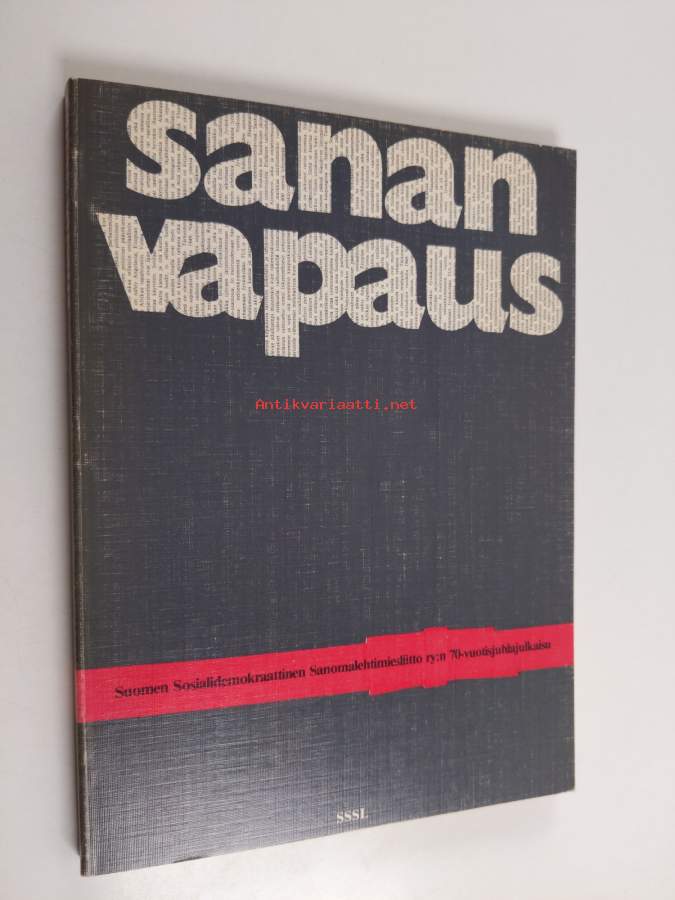 sanan
vapaus
Antikvariaatti.net
Suomen Sosialidemokraattinen Sanomalehtimiesliitto ry:n 70-vuotisjuhlajulkaisu
SSSL